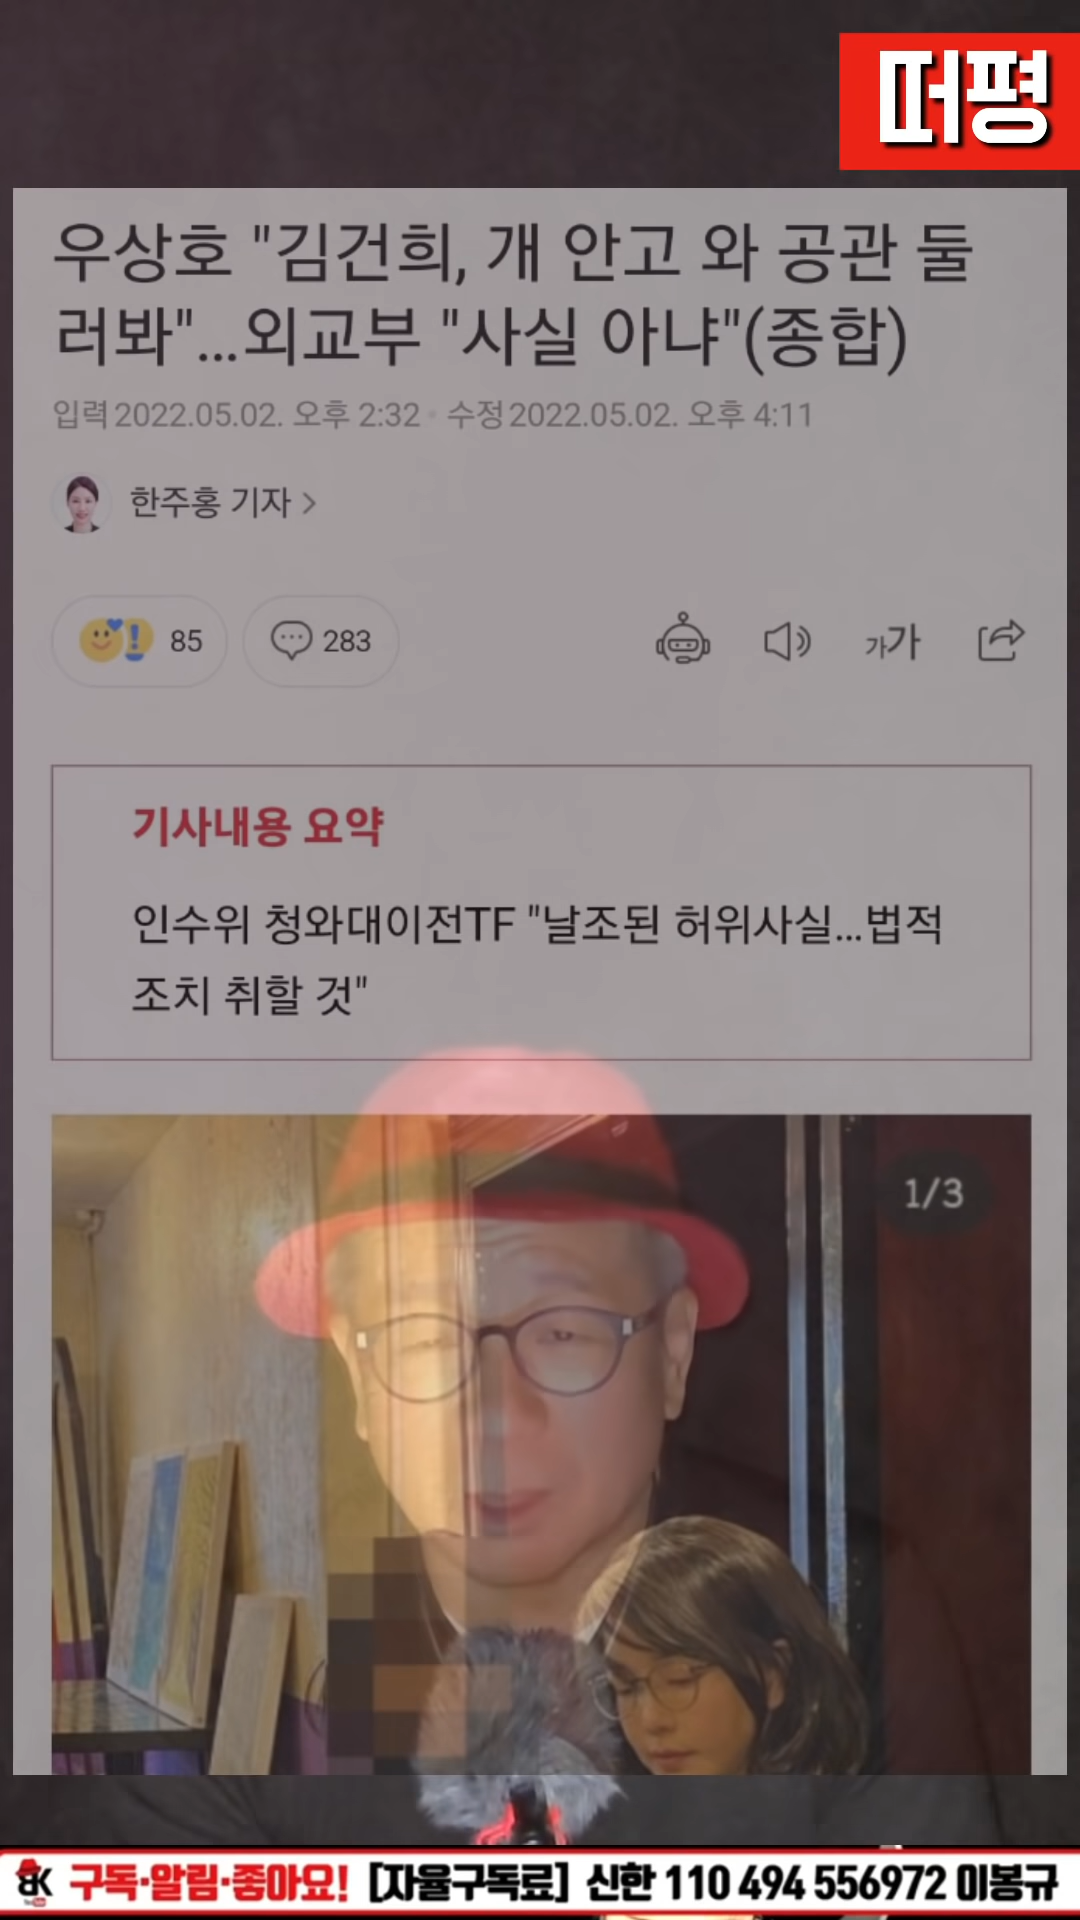 떠평
우상호 "김건희, 개 안고 와 공관 둘
러봐"...외교부 "사실 아냐"(종합)
입력 2022.05.02. 오후 2:32 · 수정 2022.05.02. 오후 4:11
한주홍 기자 >
85 283 가가
기사내용 요약
인수위 청와대이전TF "날조된 허위사실...법적
조치 취할 것"
1/3
BK 구독·알림·좋아요! [자율구독료] 신한 110 494 556972 이봉규